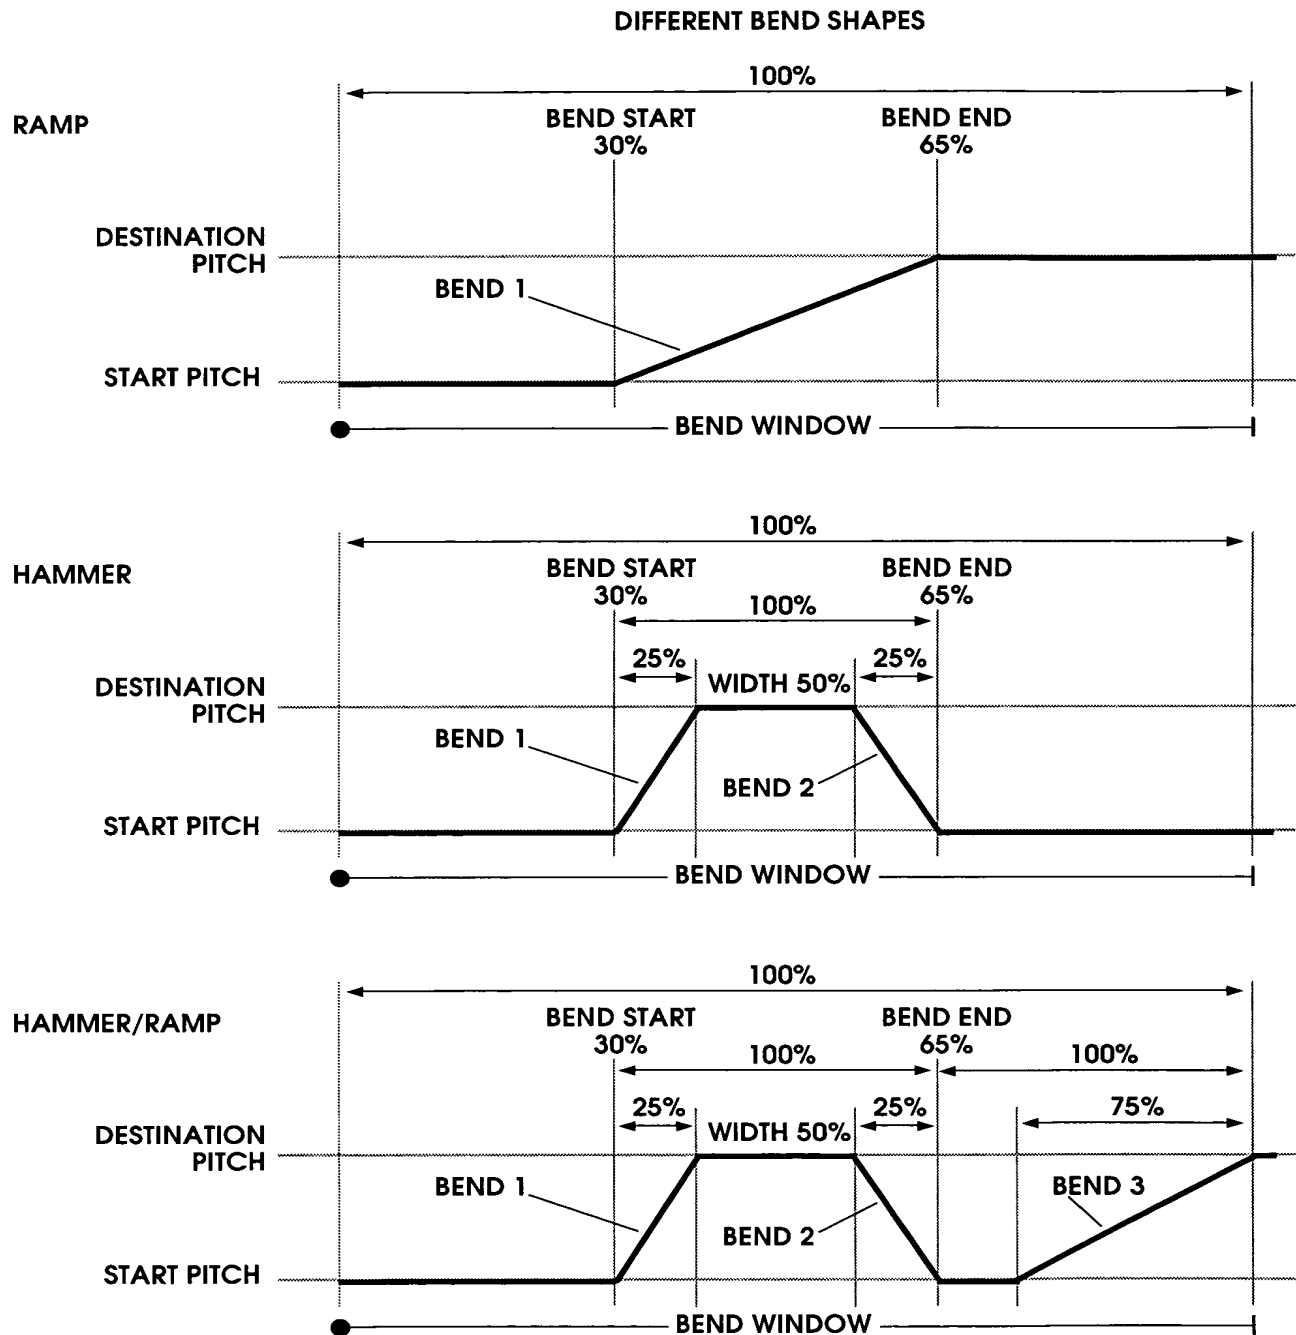 DIFFERENT BEND SHAPES
100%
RAMP
BEND START
30%
BEND END
65%
DESTINATION
PITCH
BEND 1
START PITCH
BEND WINDOW
100%
HAMMER
BEND START
30%
BEND END
65%
100%
25%
25%
WIDTH 50%
DESTINATION
PITCH
BEND 1
BEND 2
START PITCH
BEND WINDOW
100%
HAMMER/RAMP
BEND START
30%
BEND END
65%
100%
100%
25%
25%
75%
WIDTH 50%
DESTINATION
PITCH
BEND 1
BEND 2
BEND 3
START PITCH
BEND WINDOW